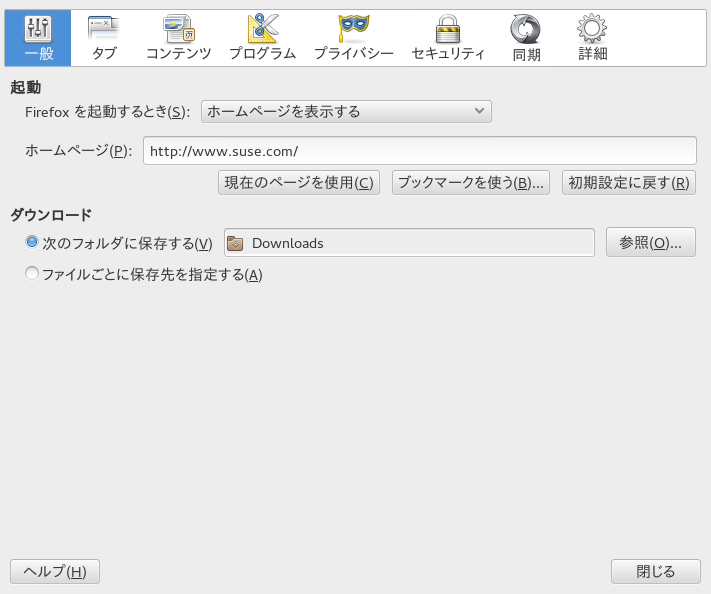 一般 タブ コンテンツ プログラム プライバシー セキュリティ 同期 詳細
起動
Firefox を起動するとき(S): ホームページを表示する
ホームページ(P): http://www.suse.com/
現在のページを使用(C) ブックマークを使う(B)... 初期設定に戻す(R)
ダウンロード
次のフォルダに保存する(V) Downloads 参照(O)...
ファイルごとに保存先を指定する(A)
ヘルプ(H) 閉じる